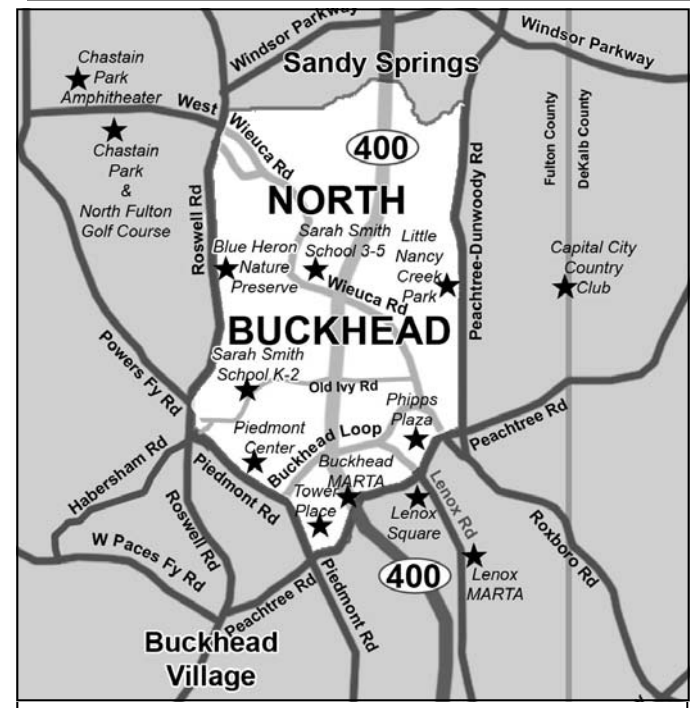 Windsor Parkway
Windsor Parkway
Sandy Springs
Chastain
Park
Amphitheater
West
Wieuca Rd
Chastain
Park
&
North Fulton
Golf Course
400
Fulton County
DeKalb County
Peachtree-Dunwoody Rd
Roswell Rd
NORTH
Sarah Smith
School 3-5
Little
Nancy
Creek
Park
Blue Heron
Nature
Preserve
Wieuca Rd
Capital City
Country
Club
BUCKHEAD
Powers Fy Rd
Sarah Smith
School K-2
Old Ivy Rd
Phipps
Plaza
Peachtree Rd
Piedmont
Center
Buckhead Loop
Buckhead
MARTA
Habersham Rd
Piedmont Rd
Tower
Place
Lenox
Square
Lenox Rd
Roswell Rd
Roxboro Rd
W Paces Fy Rd
400
Lenox
MARTA
Peachtree Rd
Piedmont Rd
Buckhead
Village